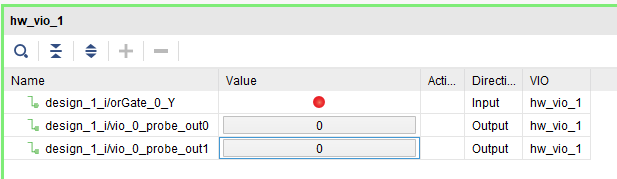 hw_vio_1
Name Value Acti... Directi... VIO
design_1_i/orGate_0_Y Input hw_vio_1
design_1_i/vio_0_probe_out0 0 Output hw_vio_1
design_1_i/vio_0_probe_out1 0 Output hw_vio_1